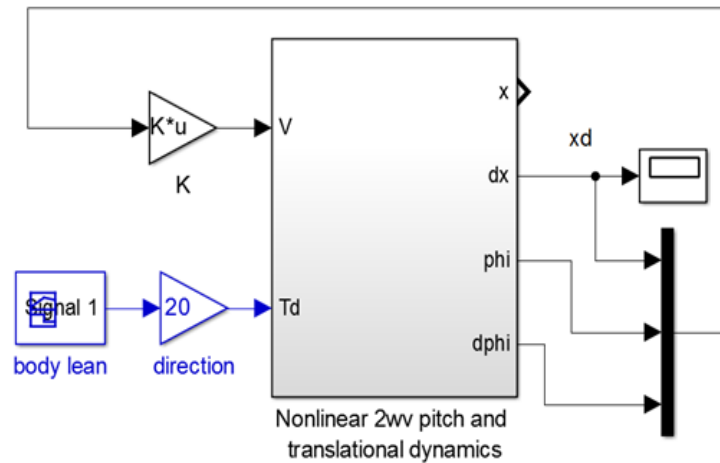 x
K*u
V
xd
dx
K
phi
Signal 1
20
Td
dphi
body lean
direction
Nonlinear 2wv pitch and
translational dynamics